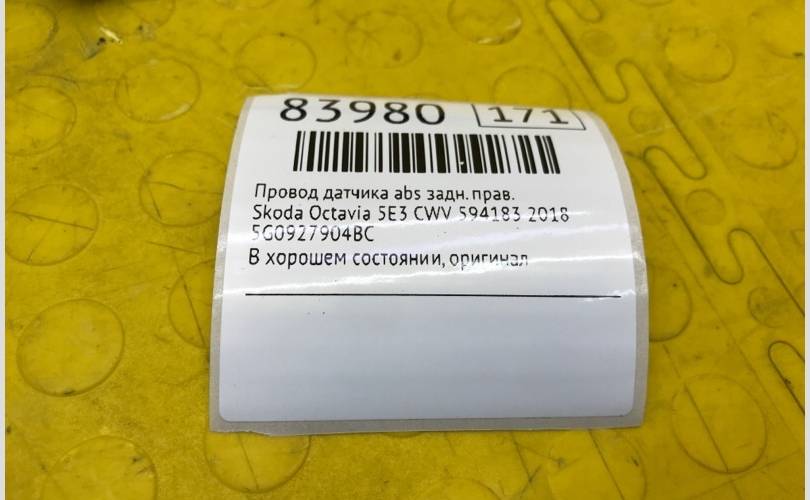 83980 171
Провод датчика abs задн. прав.
Skoda Octavia 5E3 CWV 594183 2018
5G0927904BC
В хорошем состоянии, оригинал